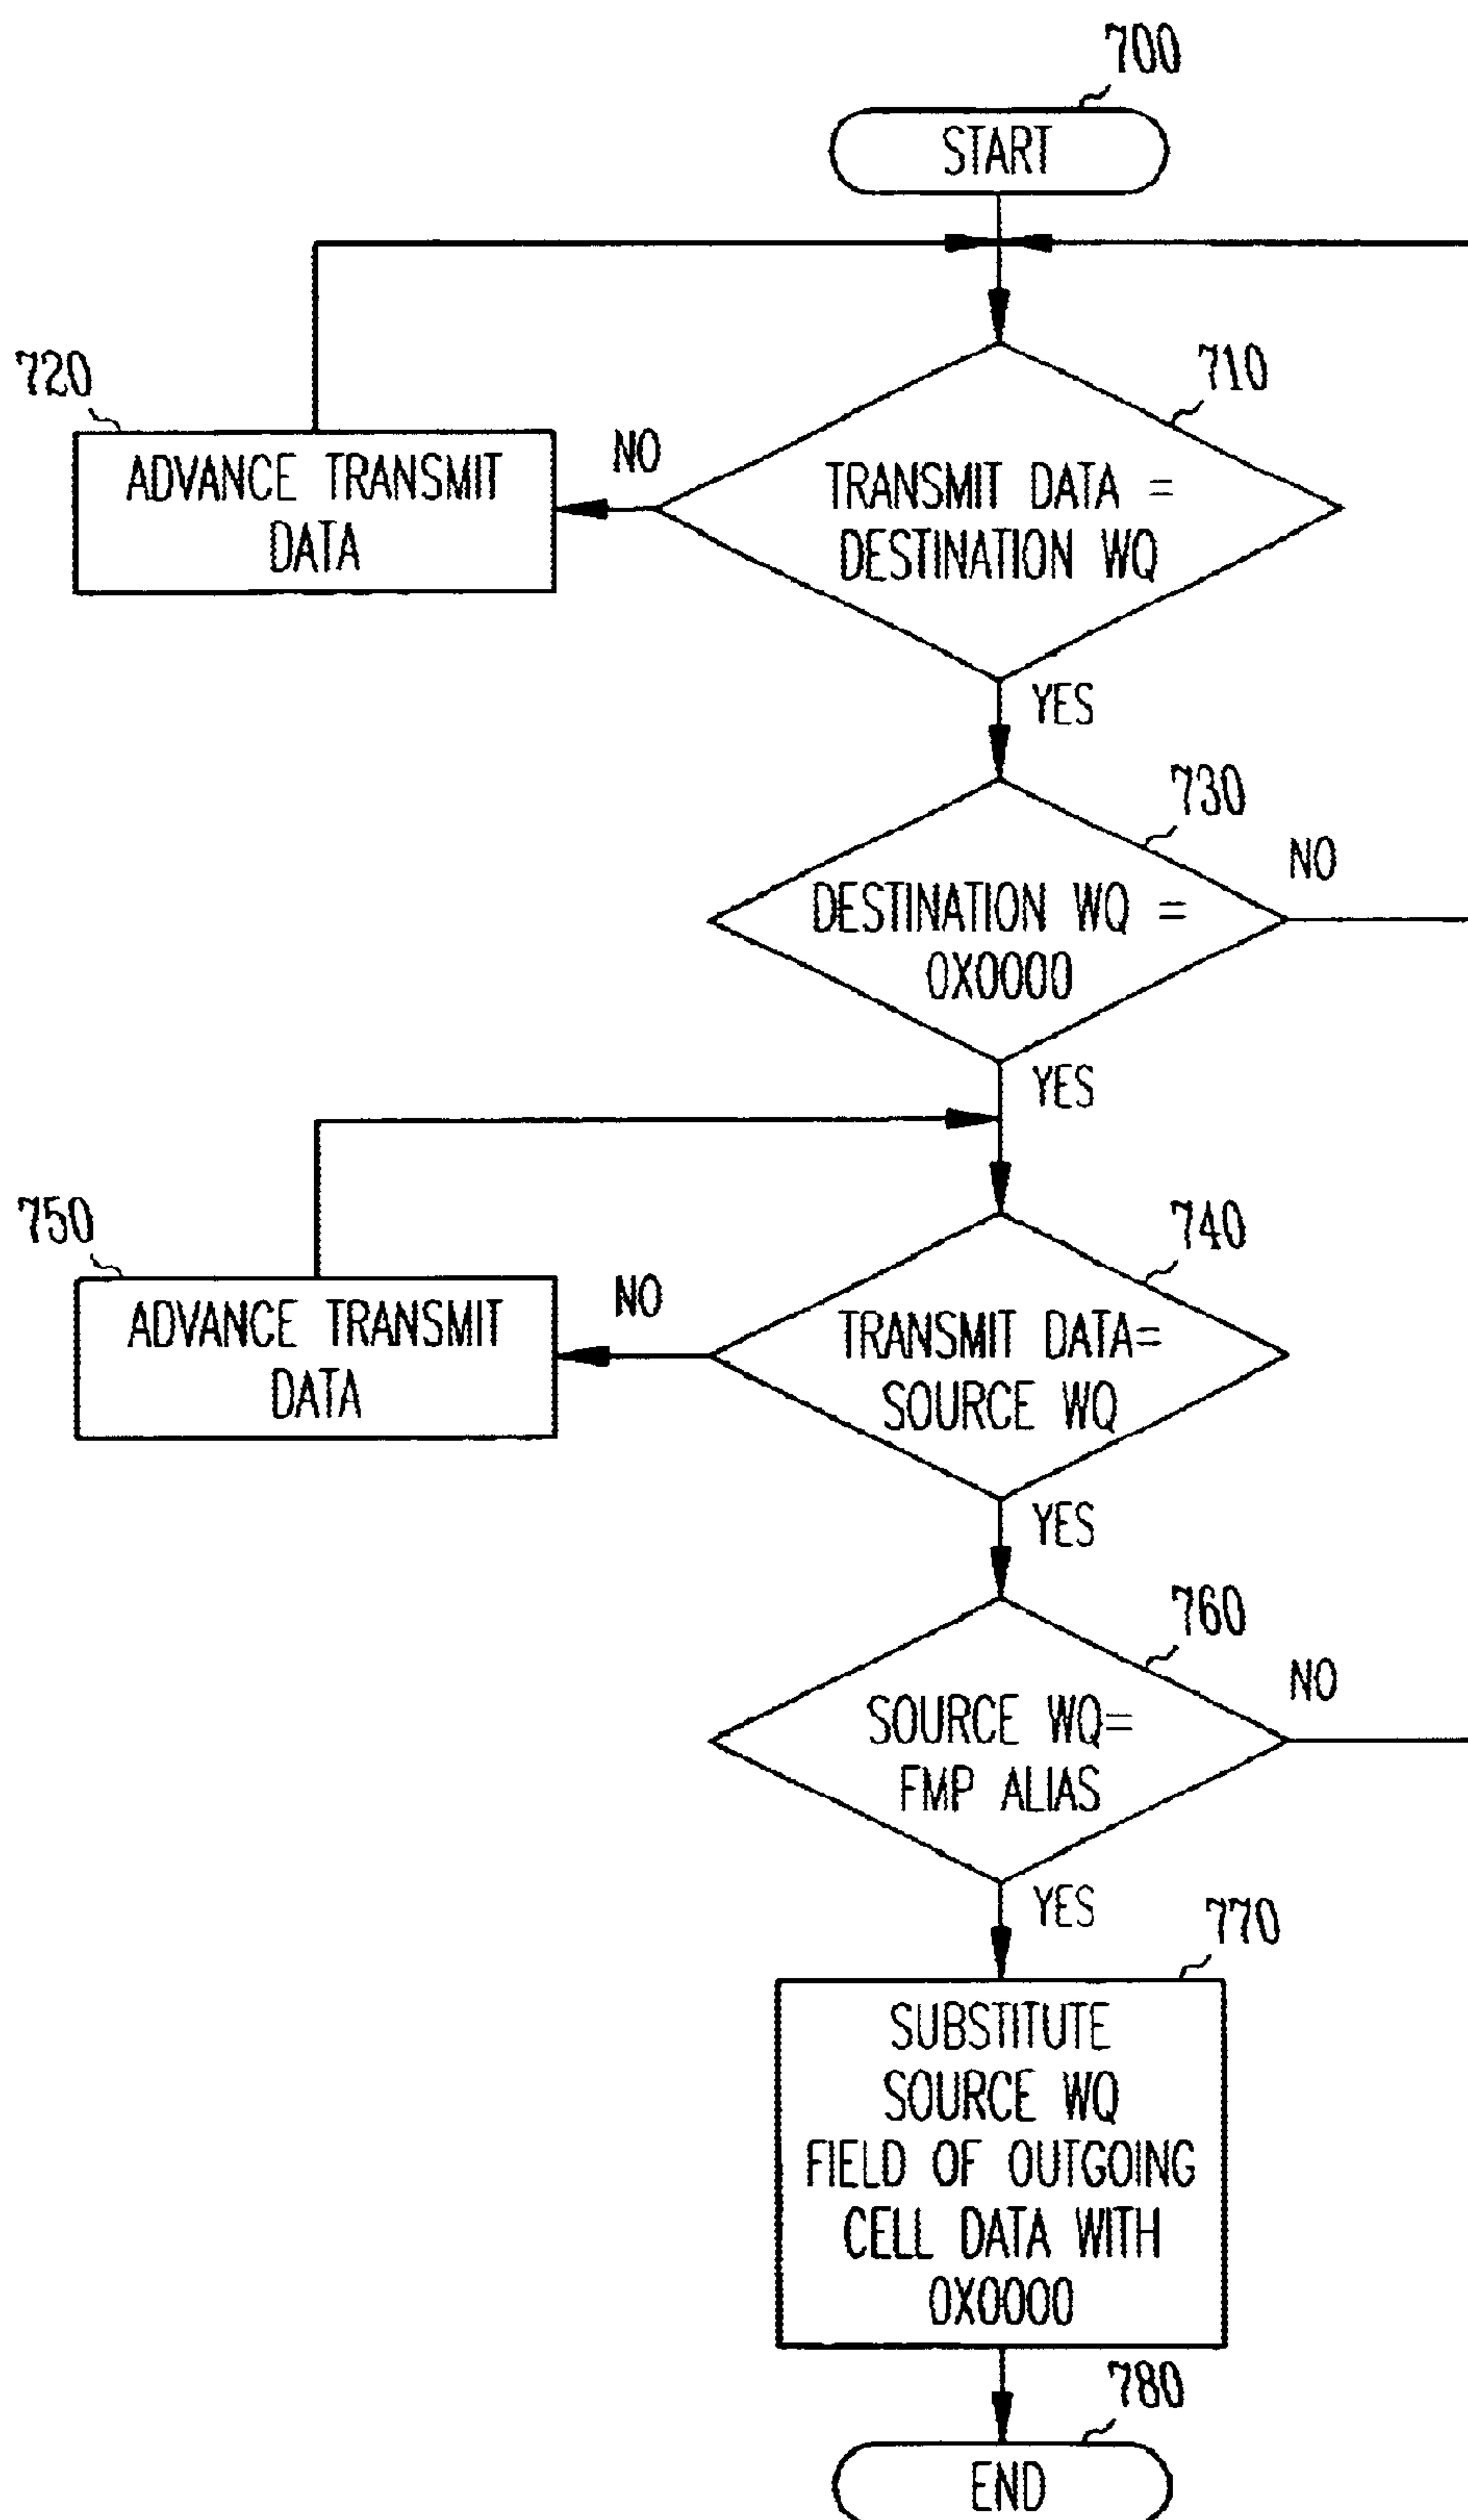 700
START
720
710
ADVANCE TRANSMIT
DATA
NO
TRANSMIT DATA =
DESTINATION WQ
YES
730
NO
DESTINATION WQ =
0X0000
YES
750
740
ADVANCE TRANSMIT
DATA
NO
TRANSMIT DATA=
SOURCE WQ
YES
760
NO
SOURCE WQ=
FMP ALIAS
YES
770
SUBSTITUTE
SOURCE WQ
FIELD OF OUTGOING
CELL DATA WITH
0X0000
780
END